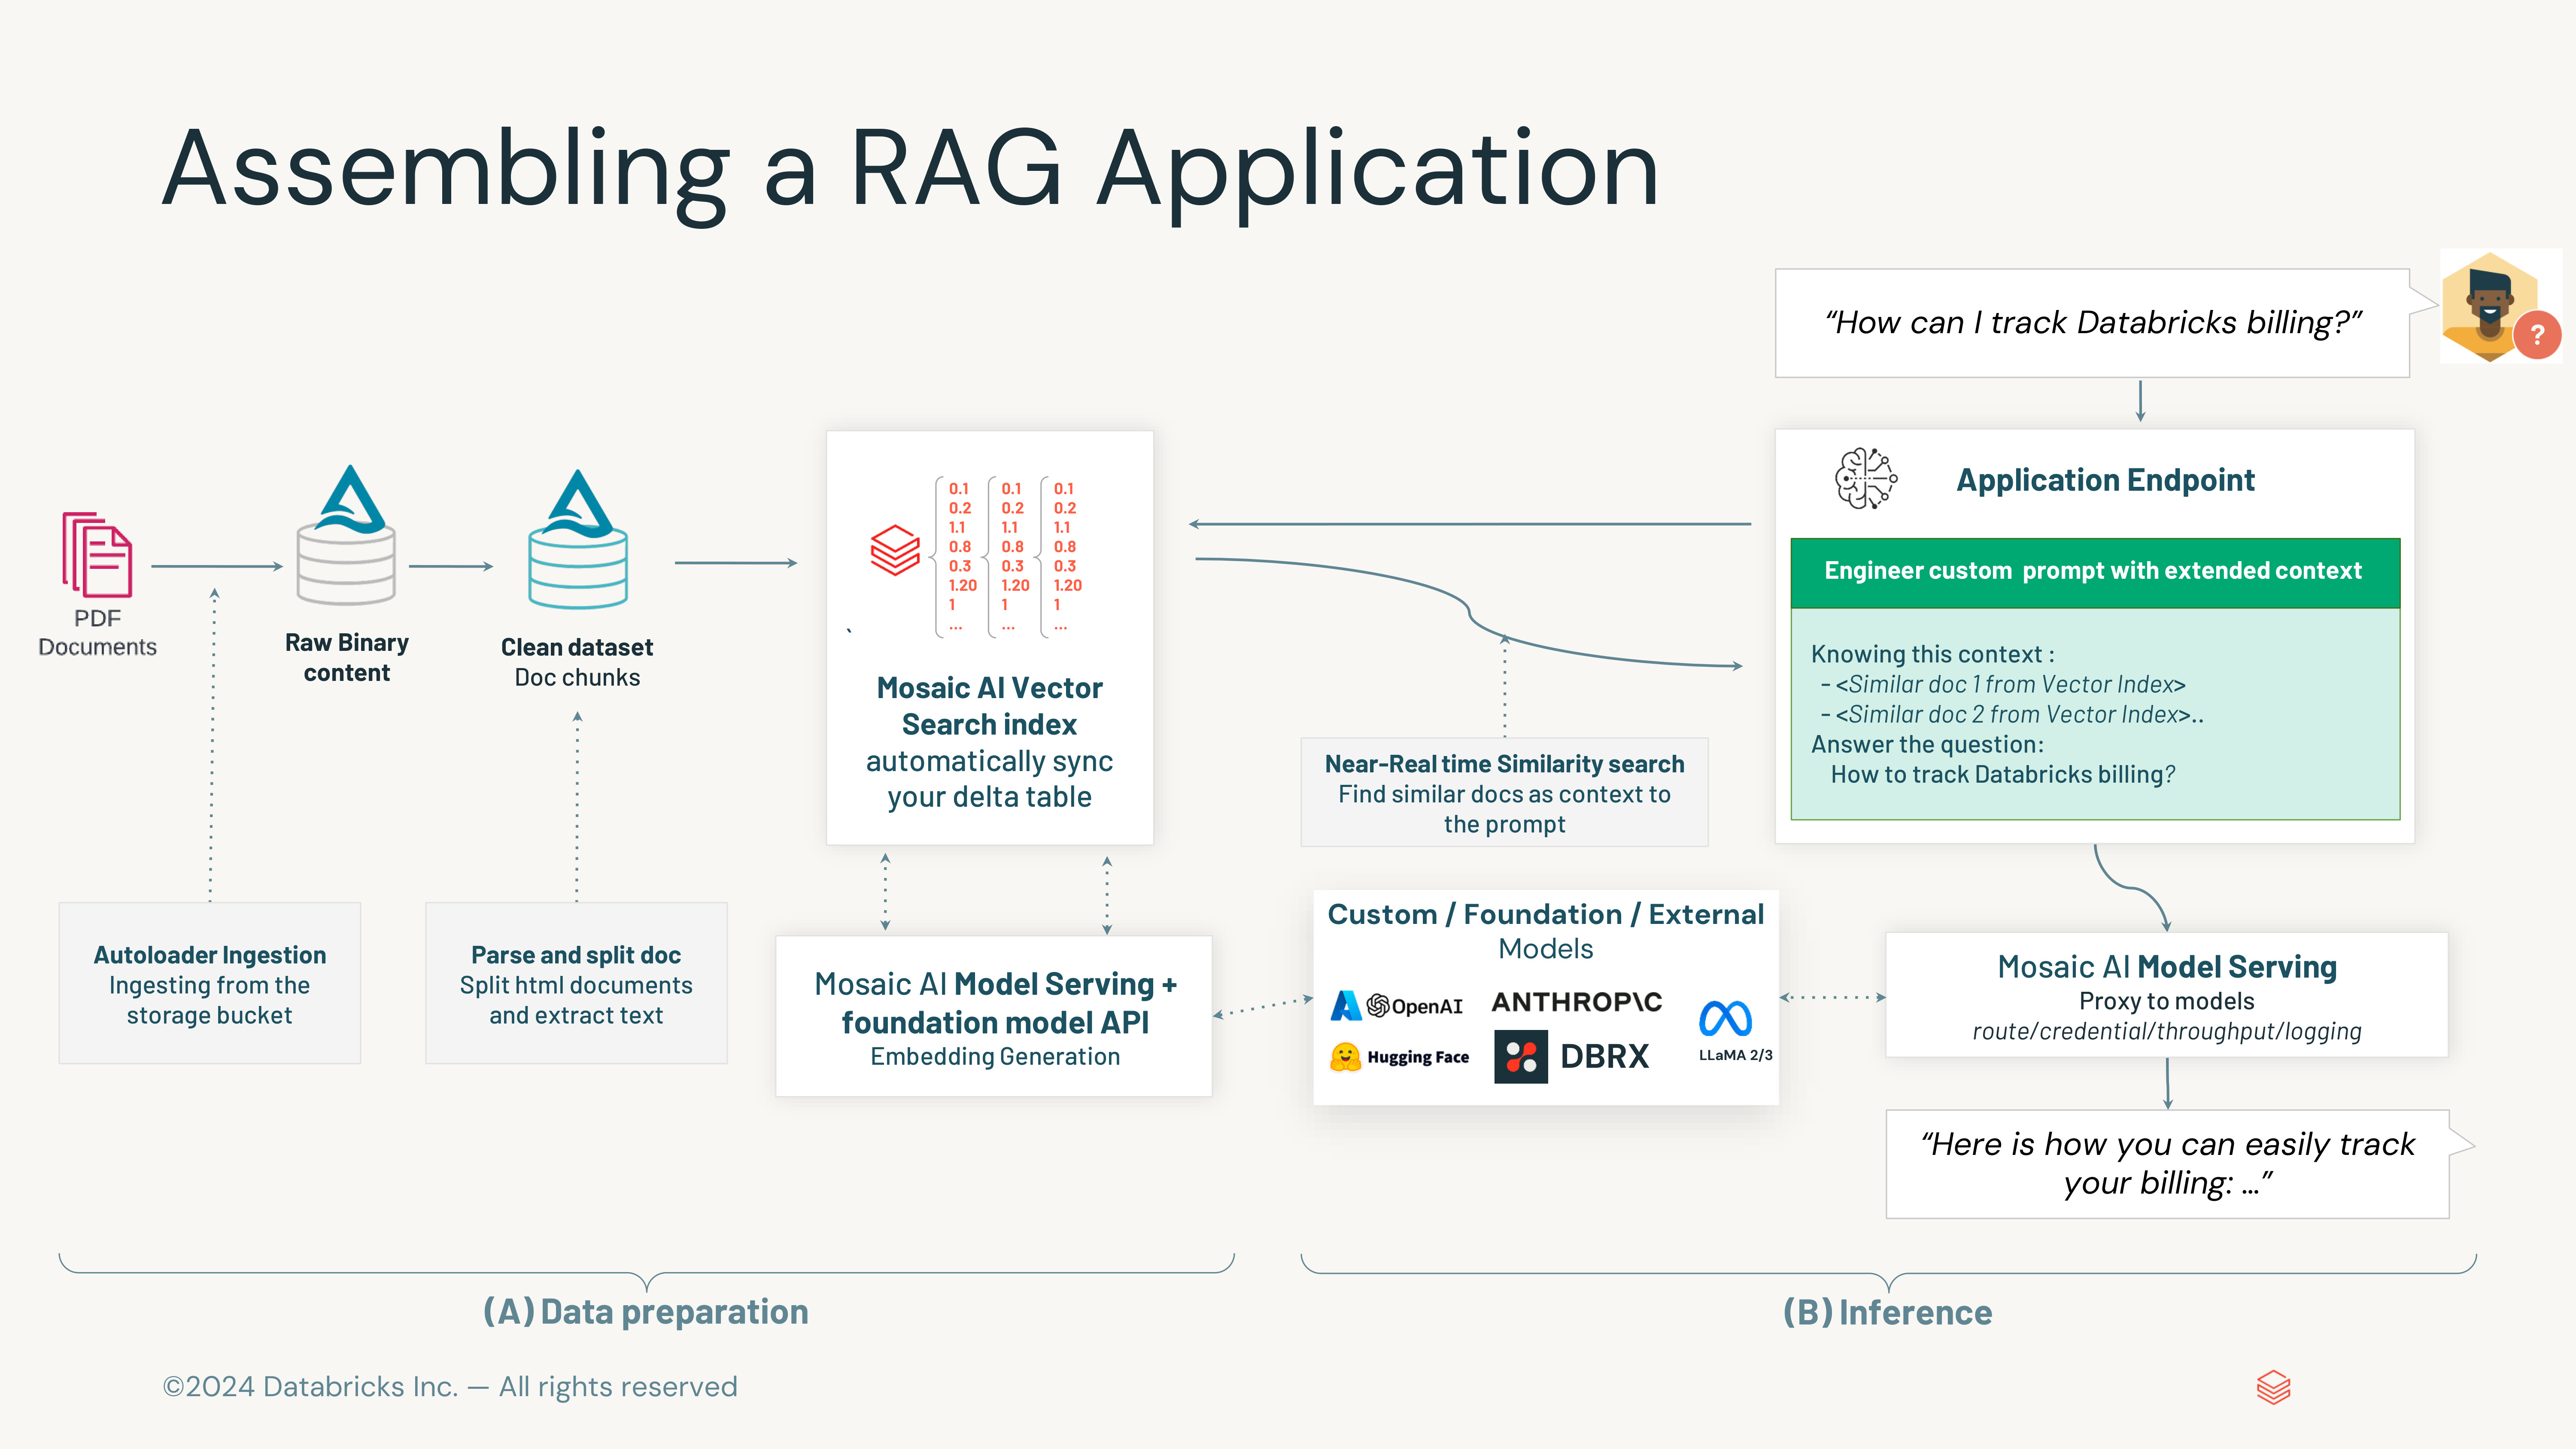 Assembling a RAG Application
“How can I track Databricks billing?”
?
PDF
Documents
Raw Binary
content
Clean dataset
Doc chunks
0.1 0.1 0.1
0.2 0.2 0.2
1.1 1.1 1.1
0.8 0.8 0.8
0.3 0.3 0.3
1.20 1.20 1.20
1 1 1
... ... ...
`
Mosaic AI Vector
Search index
automatically sync
your delta table
Application Endpoint
Engineer custom  prompt with extended context
Knowing this context :
- <Similar doc 1 from Vector Index>
- <Similar doc 2 from Vector Index>..
Answer the question:
How to track Databricks billing?
Near-Real time Similarity search
Find similar docs as context to
the prompt
Autoloader Ingestion
Ingesting from the
storage bucket
Parse and split doc
Split html documents
and extract text
Mosaic AI Model Serving +
foundation model API
Embedding Generation
Custom / Foundation / External
Models
OpenAI
ANTHROP\C
Hugging Face
DBRX
LLaMA 2/3
Mosaic AI Model Serving
Proxy to models
route/credential/throughput/logging
“Here is how you can easily track
your billing: …”
(A) Data preparation
(B) Inference
©2024 Databricks Inc. — All rights reserved